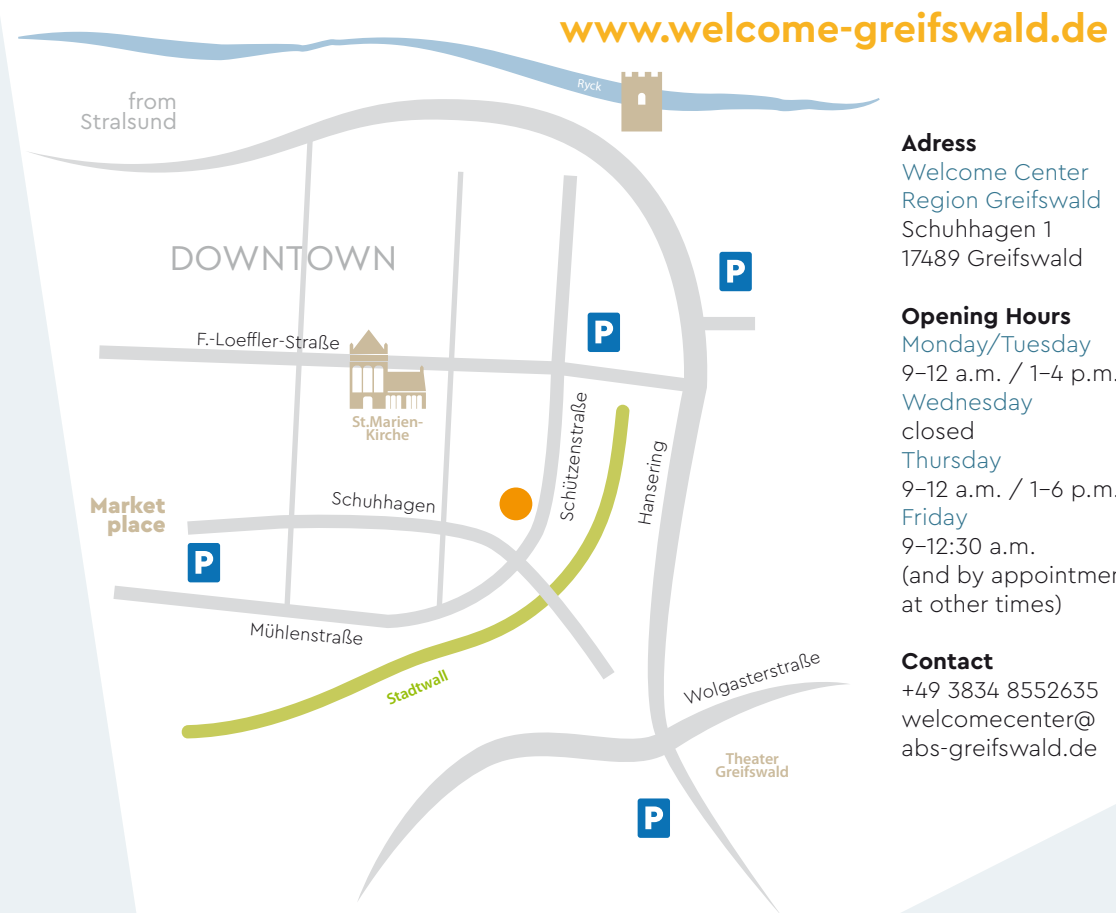 www.welcome-greifswald.de
Ryck
from
Stralsund
DOWNTOWN
P
P
F.-Loeffler-Straße
St.Marien-
Kirche
Schützenstraße
Hansering
Market
place
Schuhhagen
P
Mühlenstraße
Stadtwall
Wolgasterstraße
Theater
Greifswald
P
Adress
Welcome Center
Region Greifswald
Schuhhagen 1
17489 Greifswald
Opening Hours
Monday/Tuesday
9–12 a.m. / 1–4 p.m.
Wednesday
closed
Thursday
9–12 a.m. / 1–6 p.m.
Friday
9–12:30 a.m.
(and by appointmen
at other times)
Contact
+49 3834 8552635
welcomecenter@
abs-greifswald.de